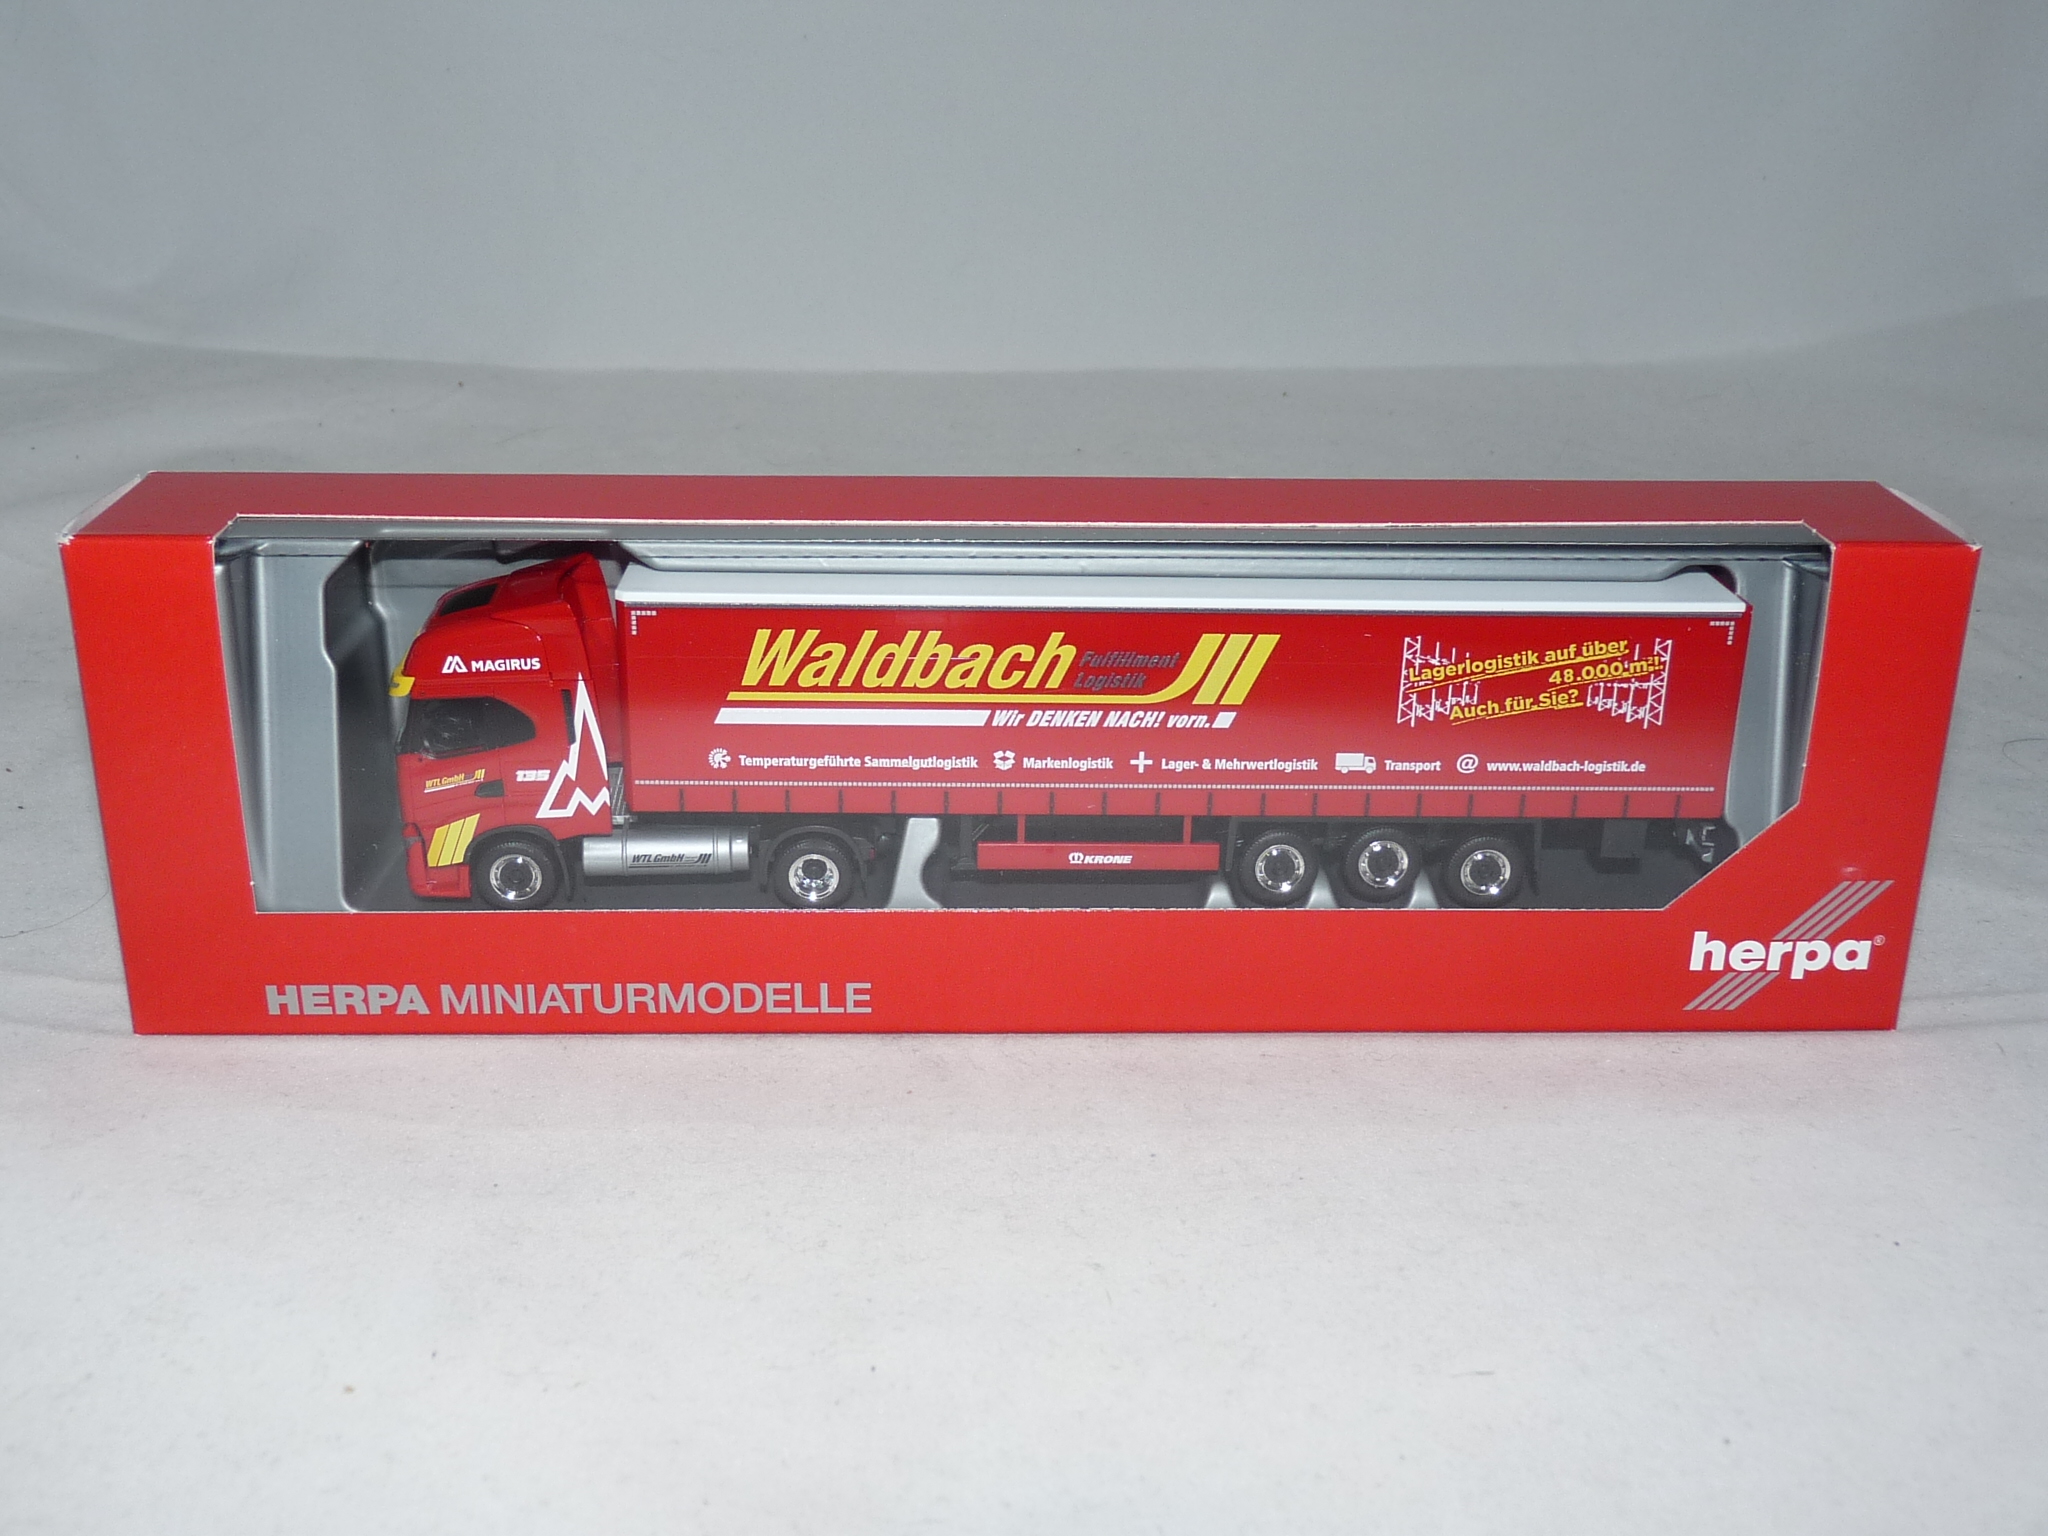 MAGIRUS
WTL GmbH
Waldbach
Fulfillment
Logistik
Wir DENKEN NACH! vorn.
Lagerlogistik auf über
48.000 m²!
Auch für Sie?
Temperaturgeführte Sammelgutlogistik Markenlogistik + Lager- & Mehrwertlogistik Transport @ www.waldbach-logistik.de
WTL GmbH
KRONE
herpa®
HERPA MINIATURMODELLE